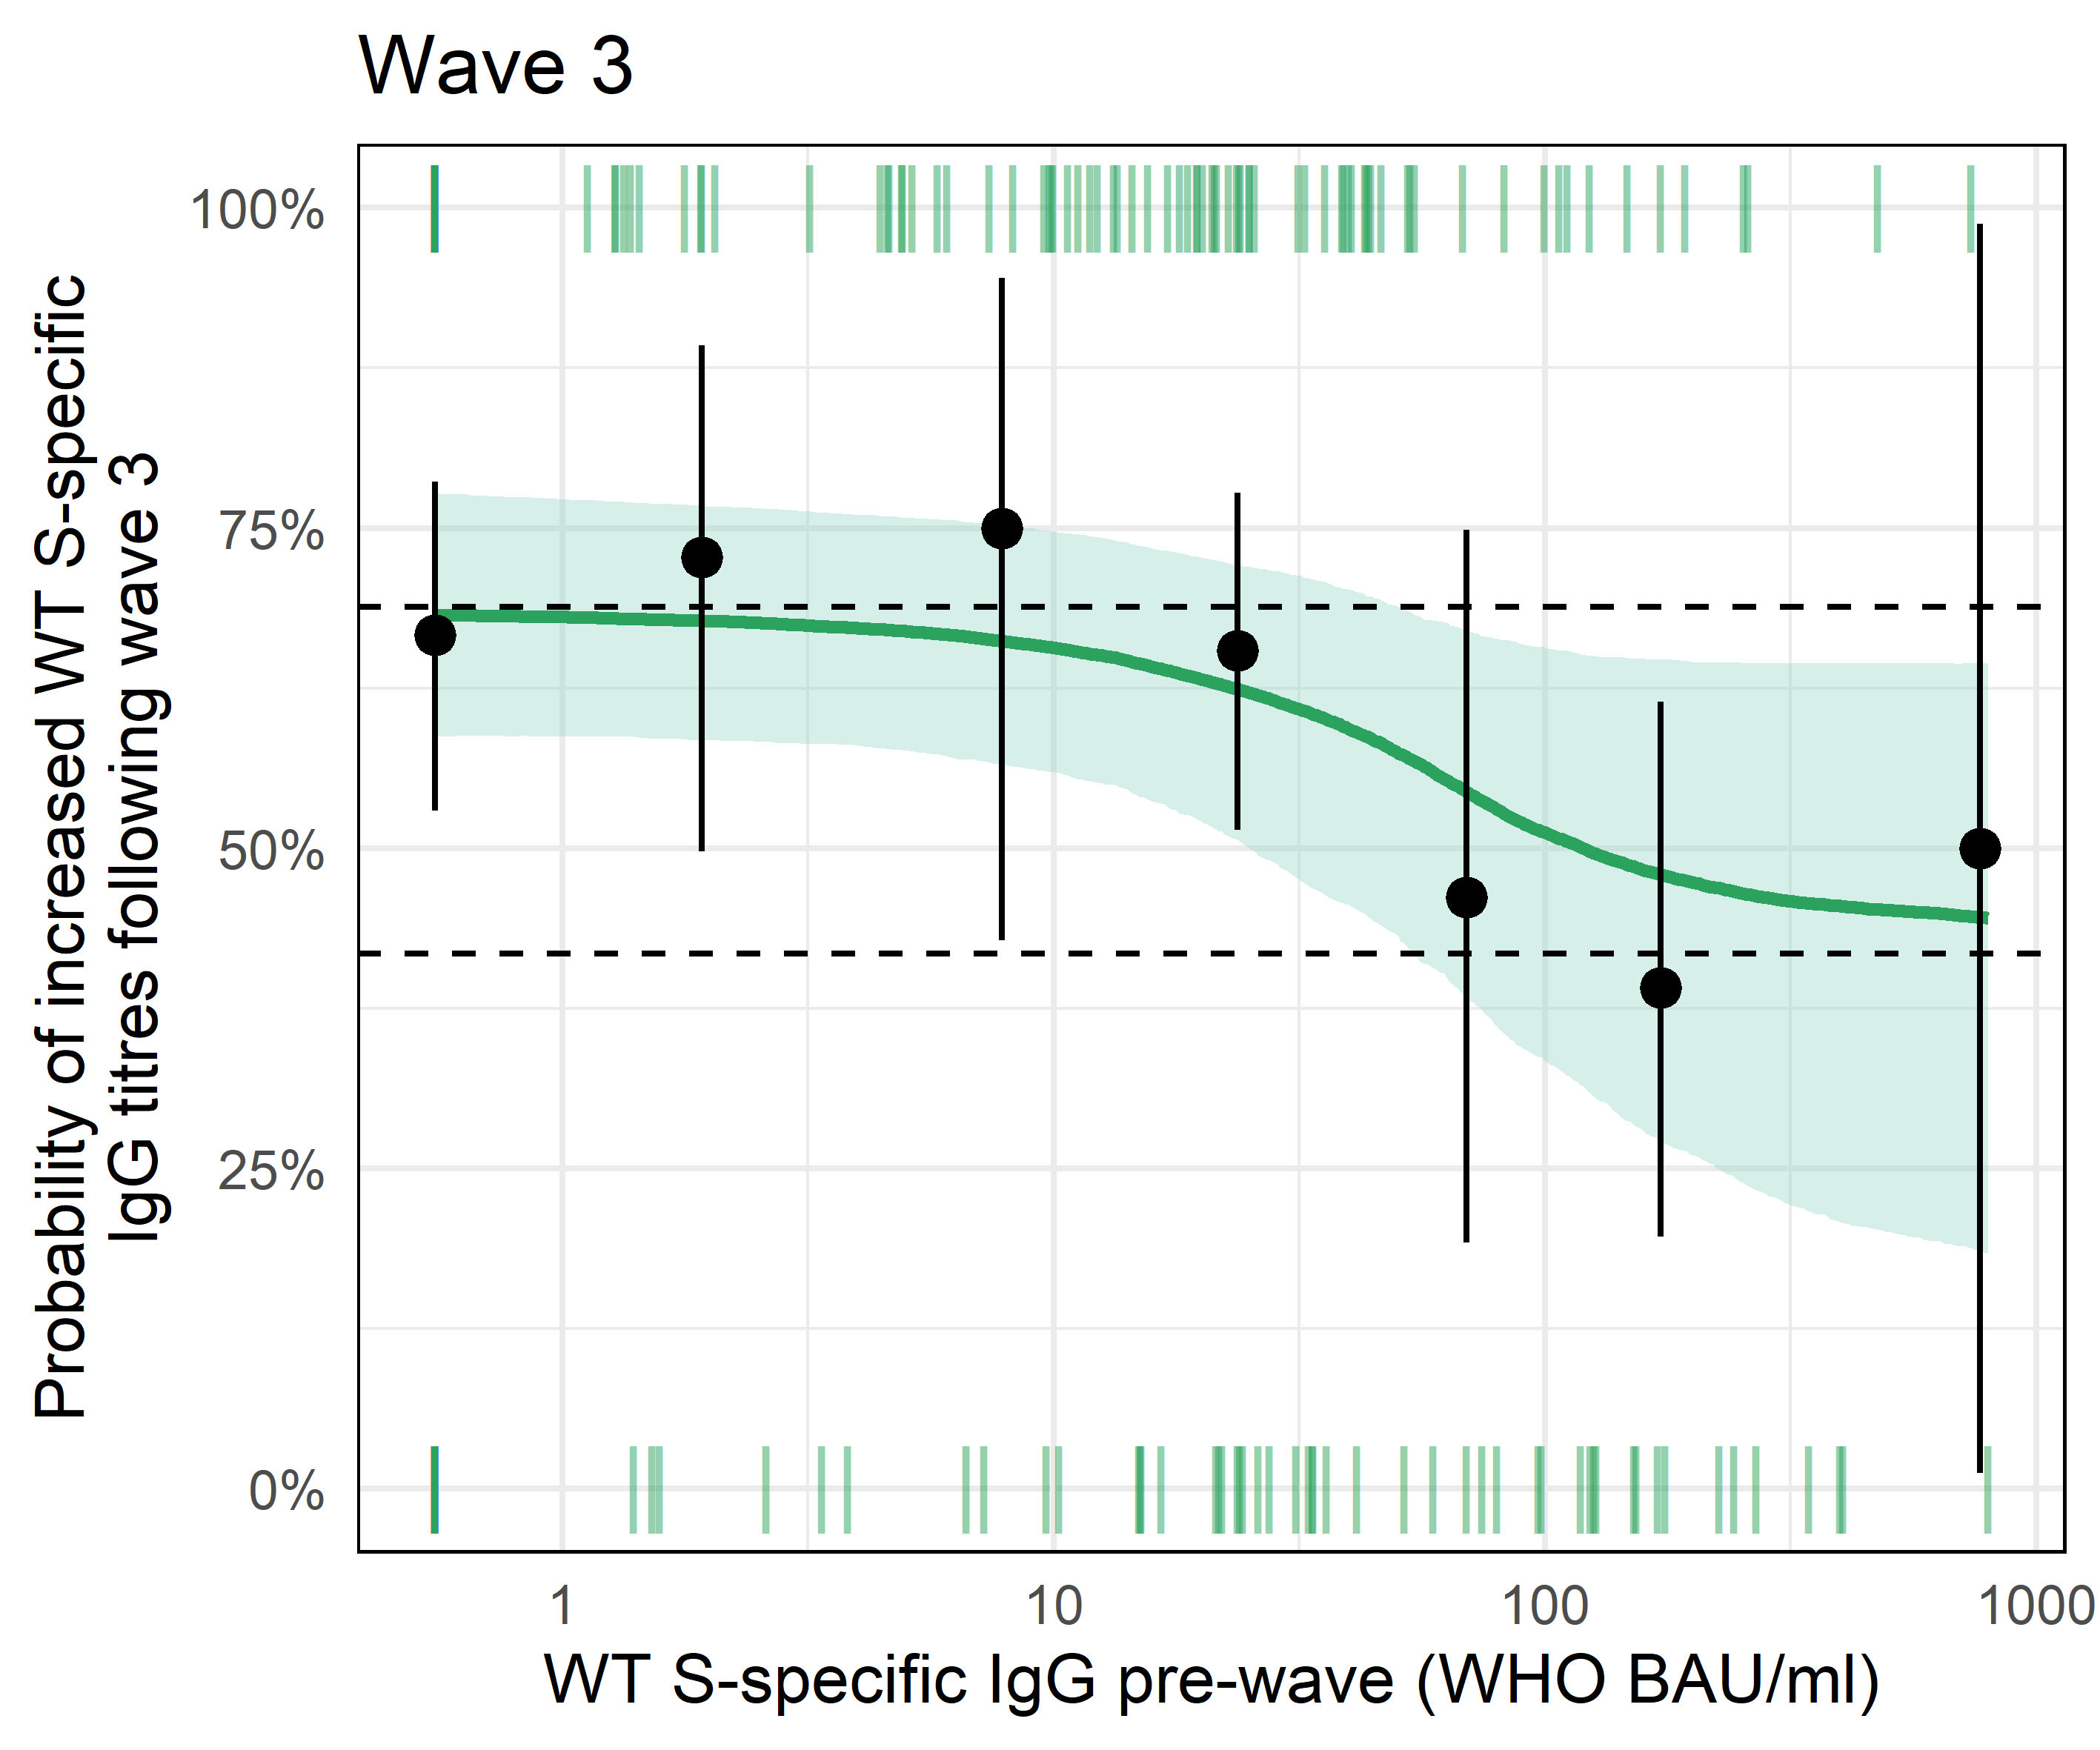 Wave 3
Probability of increased WT S-specific
IgG titres following wave 3
100%
75%
50%
25%
0%
1 10 100 1000
WT S-specific IgG pre-wave (WHO BAU/ml)